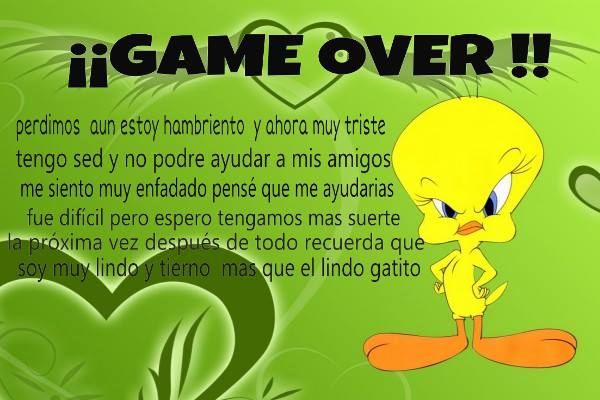 ¡¡GAME OVER !!
perdimos aun estoy hambriento y ahora muy triste
tengo sed y no podre ayudar a mis amigos
me siento muy enfadado pensé que me ayudarias
fue difícil pero espero tengamos mas suerte
la próxima vez después de todo recuerda que
soy muy lindo y tierno mas que el lindo gatito